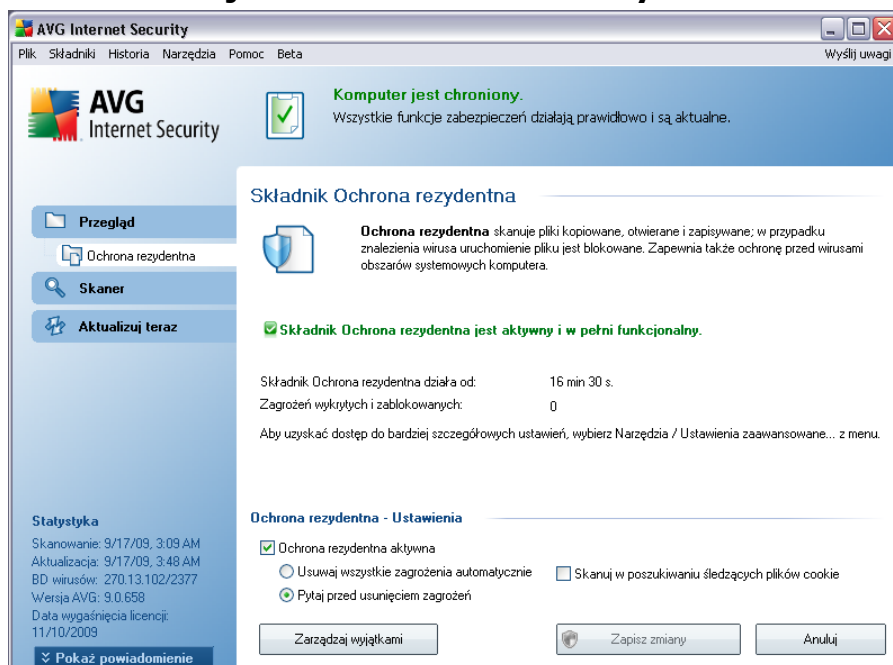 AVG Internet Security
Plik Składniki Historia Narzędzia Pomoc Beta
Wyślij uwagi
AVG
Internet Security
Komputer jest chroniony.
Wszystkie funkcje zabezpieczeń działają prawidłowo i są aktualne.
Przegląd
Ochrona rezydentna
Skaner
Aktualizuj teraz
Składnik Ochrona rezydentna
Ochrona rezydentna skanuje pliki kopiowane, otwierane i zapisywane; w przypadku
znalezienia wirusa uruchomienie pliku jest blokowane. Zapewnia także ochronę przed wirusami
obszarów systemowych komputera.
Składnik Ochrona rezydentna jest aktywny i w pełni funkcjonalny.
Składnik Ochrona rezydentna działa od: 16 min 30 s.
Zagrożeń wykrytych i zablokowanych: 0
Aby uzyskać dostęp do bardziej szczegółowych ustawień, wybierz Narzędzia / Ustawienia zaawansowane... z menu.
Statystyka
Skanowanie: 9/17/09, 3:09 AM
Aktualizacja: 9/17/09, 3:48 AM
BD wirusów: 270.13.102/2377
Wersja AVG: 9.0.658
Data wygaśnięcia licencji:
11/10/2009
Pokaż powiadomienie
Ochrona rezydentna - Ustawienia
Ochrona rezydentna aktywna
Usuwaj wszystkie zagrożenia automatycznie
Skanuj w poszukiwaniu śledzących plików cookie
Pytaj przed usunięciem zagrożeń
Zarządzaj wyjątkami
Zapisz zmiany
Anuluj